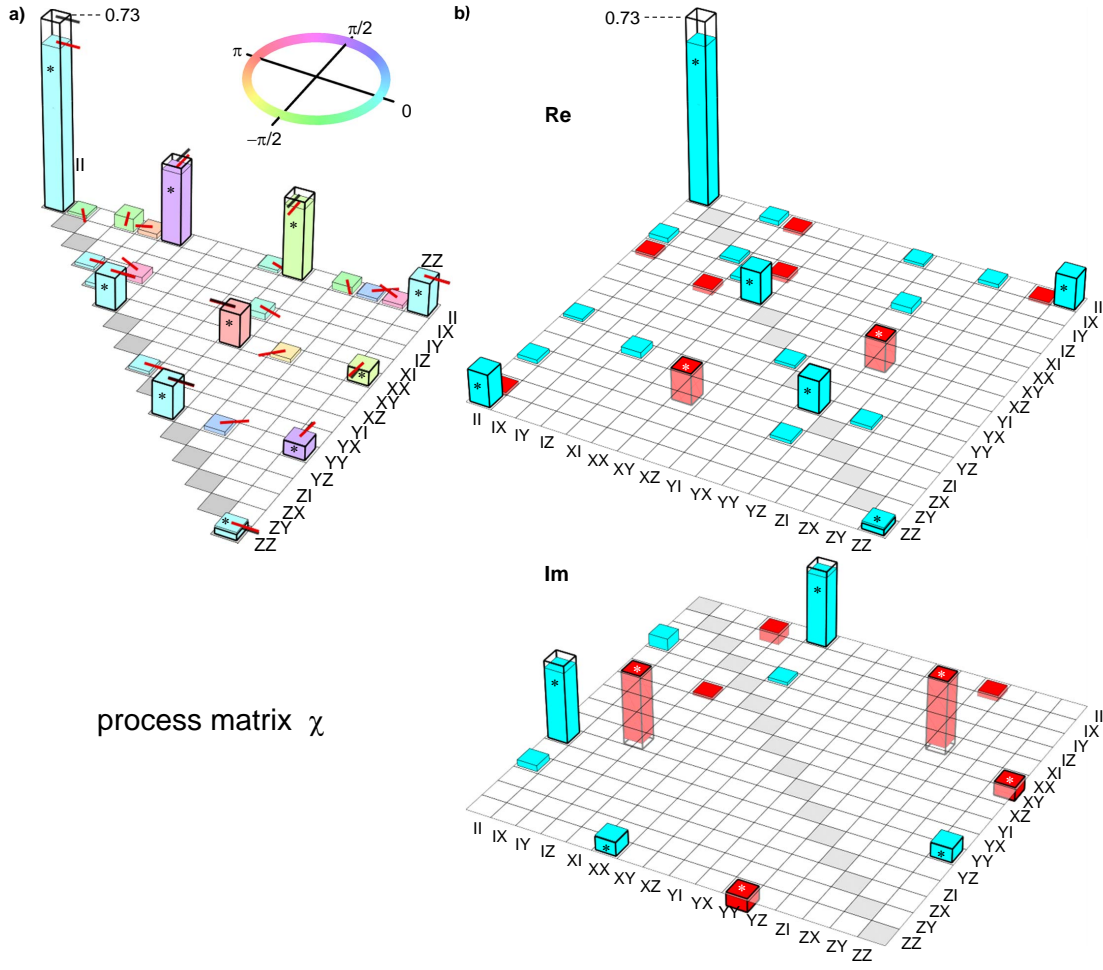 a)
0.73
π/2
π
0
−π/2
II
ZZ
II
IX
IY
IZ
XI
XX
XY
XZ
YI
YX
YY
YZ
ZI
ZX
ZY
ZZ
b)
0.73
Re
II
IX
IY
IZ
XI
XX
XY
XZ
YI
YX
YY
YZ
ZI
ZX
ZY
ZZ
II IX IY IZ XI XX XY XZ YI YX YY YZ ZI ZX ZY ZZ
Im
II
IX
IY
IZ
XI
XX
XY
XZ
YI
YX
YY
YZ
ZI
ZX
ZY
ZZ
II IX IY IZ XI XX XY XZ YI YX YY YZ ZI ZX ZY ZZ
process matrix χ